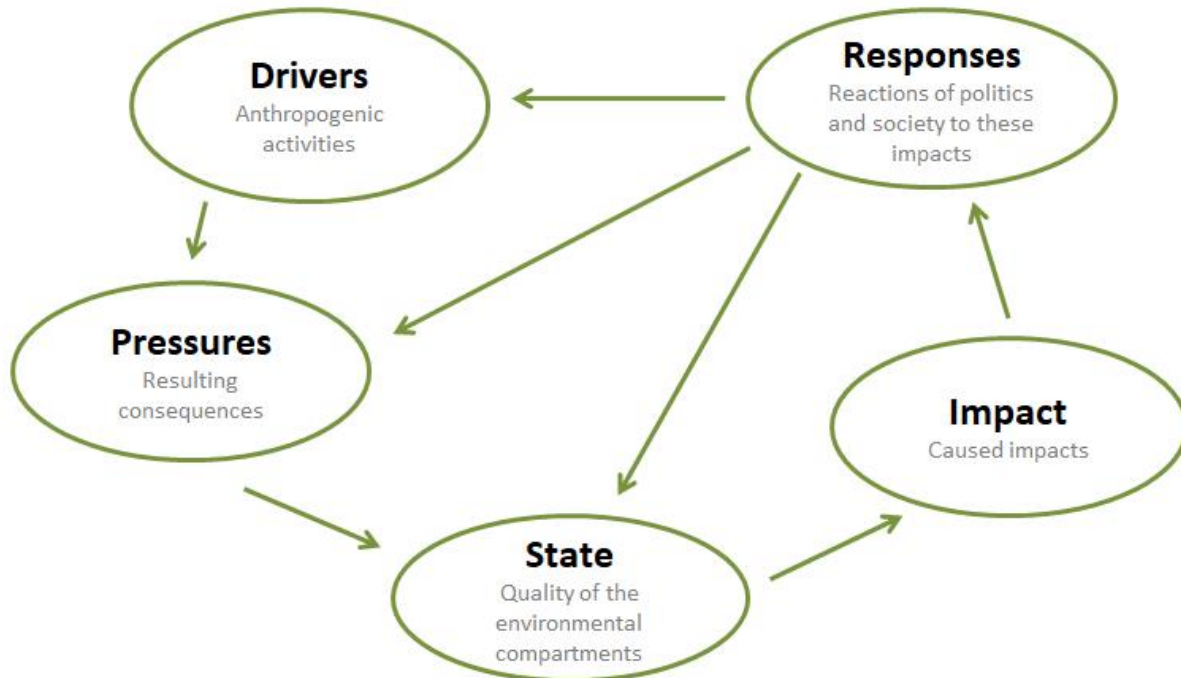 Drivers
Anthropogenic
activities
Responses
Reactions of politics
and society to these
impacts
Pressures
Resulting
consequences
Impact
Caused impacts
State
Quality of the
environmental
compartments